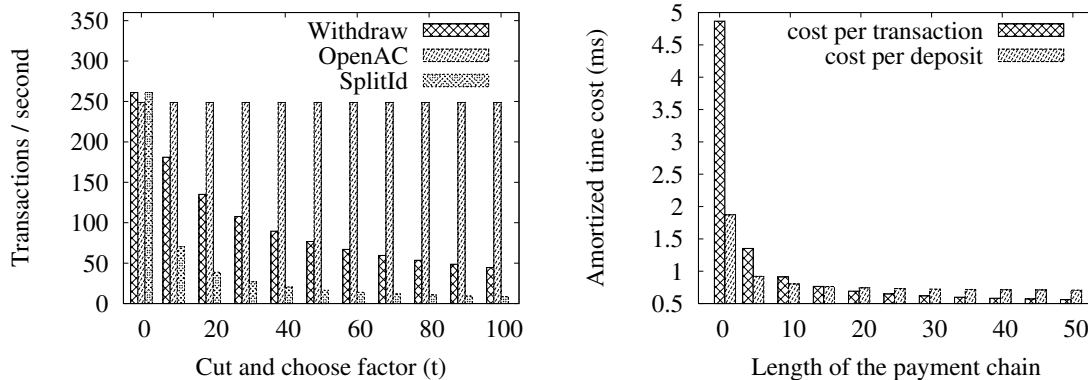 Transactions / second
350
300
250
200
150
100
50
0
Withdraw
OpenAC
SplitId
0 20 40 60 80 100
Cut and choose factor (t)
Amortized time cost (ms)
5
4.5
4
3.5
3
2.5
2
1.5
1
0.5
cost per transaction
cost per deposit
0 10 20 30 40 50
Length of the payment chain